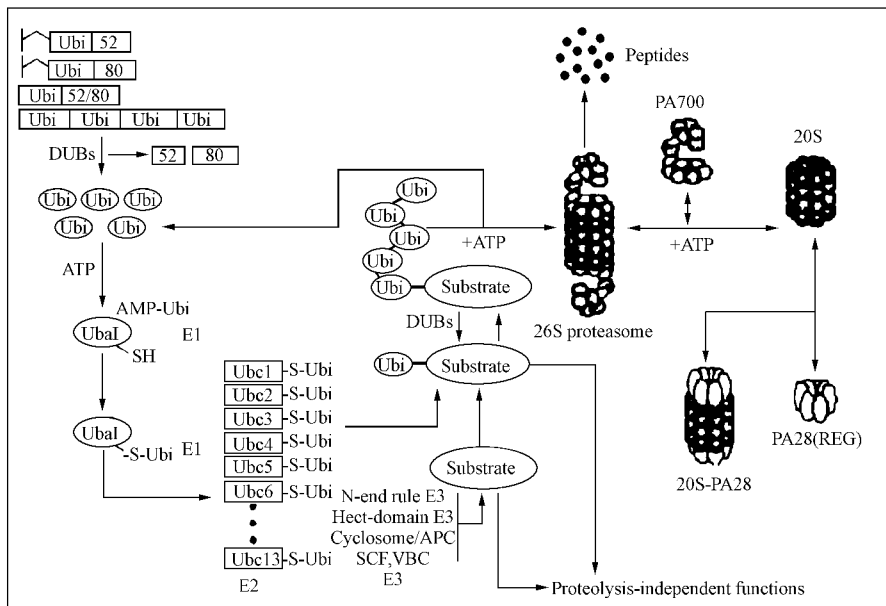 Ubi 52
Ubi 80
Ubi 52/80
Ubi Ubi Ubi Ubi
DUBs
52 80
Ubi Ubi Ubi
Ubi Ubi
ATP
AMP-Ubi
UbaI E1
SH
UbaI
-S-Ubi E1
Ubc1 -S-Ubi
Ubc2 -S-Ubi
Ubc3 -S-Ubi
Ubc4 -S-Ubi
Ubc5 -S-Ubi
Ubc6 -S-Ubi
Ubc13 -S-Ubi
E2
N-end rule E3
Hect-domain E3
Cyclosome/APC
SCF,VBC
E3
Ubi
Ubi
Ubi
Ubi
Ubi
Substrate
+ATP
DUBs
Ubi
Substrate
Substrate
Proteolysis-independent functions
Peptides
26S proteasome
PA700
+ATP
20S
20S-PA28
PA28(REG)